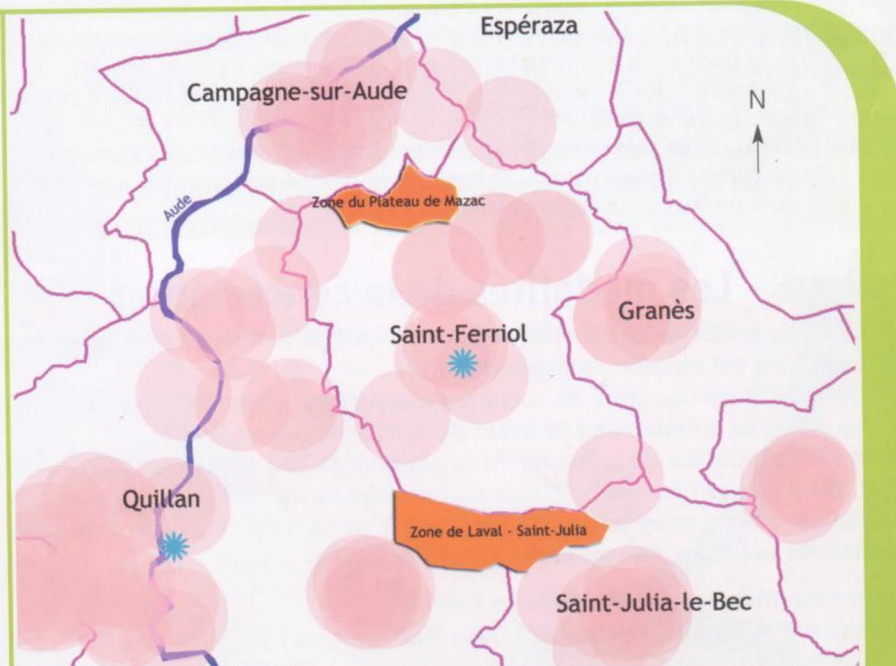 Espéraza
Campagne-sur-Aude
N
Zone du Plateau de Mazac
Aude
Granès
Saint-Ferriol
Quillan
Zone de Laval - Saint-Julia
Saint-Julia-le-Bec